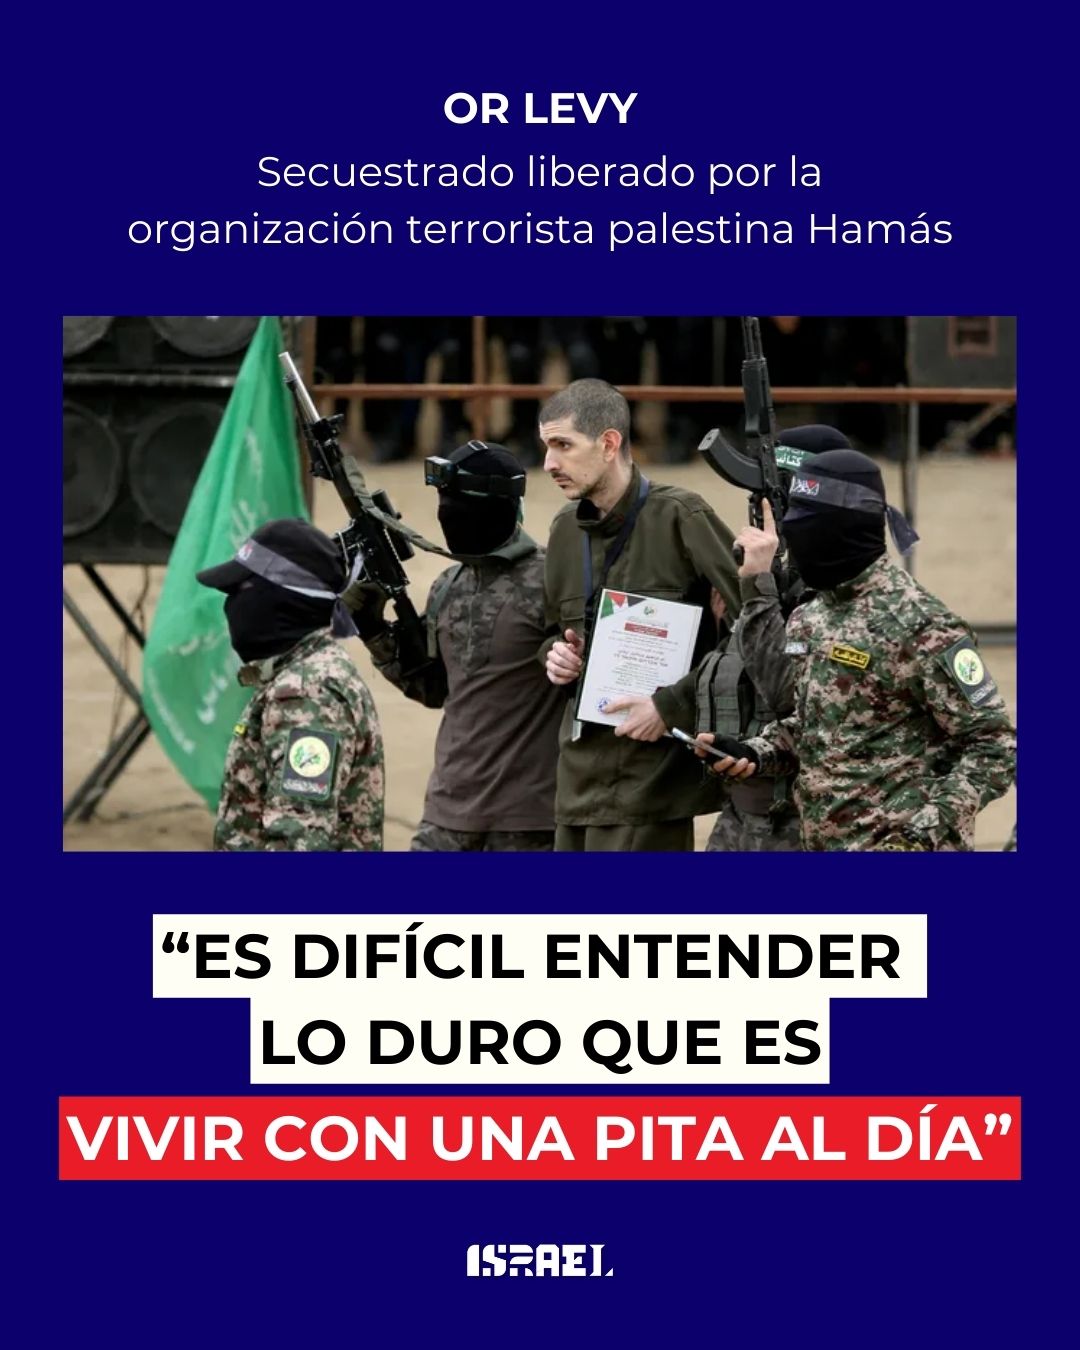 OR LEVY
Secuestrado liberado por la
organización terrorista palestina Hamás
“ES DIFÍCIL ENTENDER
LO DURO QUE ES
VIVIR CON UNA PITA AL DÍA”
ISRAEL